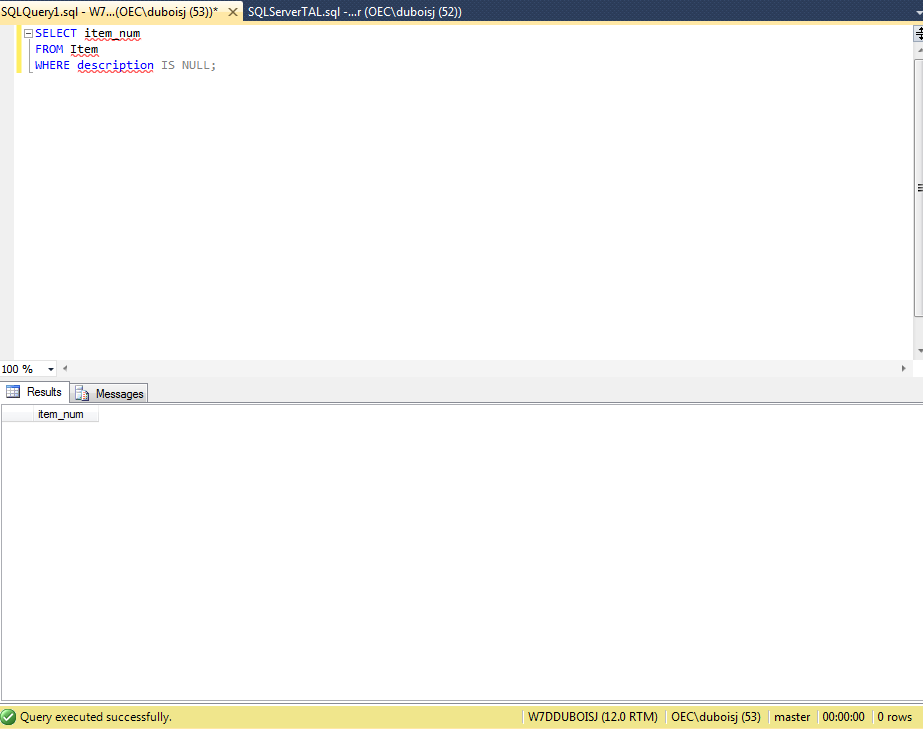 SQLQuery1.sql - W7...(OEC\duboisj (53))* SQLServerTAL.sql -...r (OEC\duboisj (52))
SELECT item_num
FROM Item
WHERE description IS NULL;
100 %
Results Messages
item_num
Query executed successfully. W7DDUBOISJ (12.0 RTM) OEC\duboisj (53) master 00:00:00 0 rows